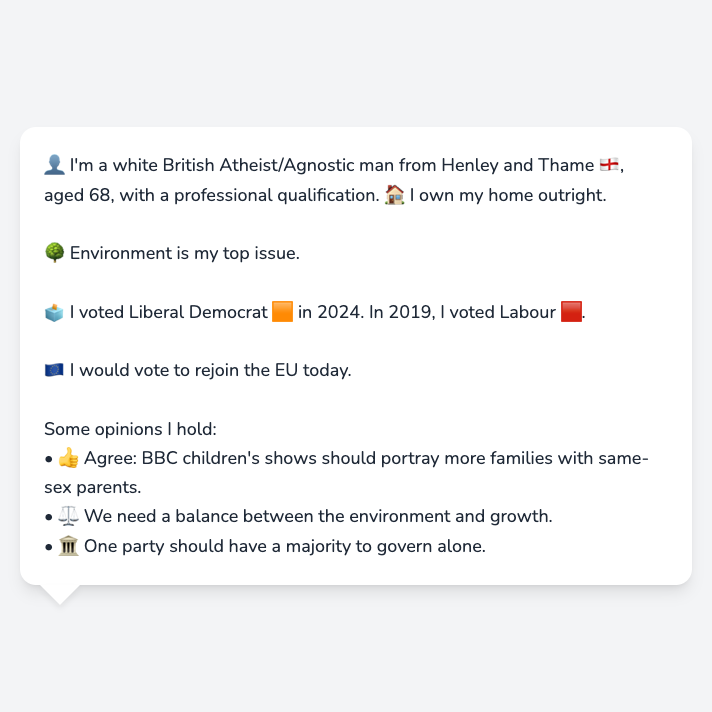 👤 I'm a white British Atheist/Agnostic man from Henley and Thame 🏴󠁧󠁢󠁥󠁮󠁧󠁿,
aged 68, with a professional qualification. 🏠 I own my home outright.
🌳 Environment is my top issue.
🗳️ I voted Liberal Democrat 🟧 in 2024. In 2019, I voted Labour 🟥.
🇪🇺 I would vote to rejoin the EU today.
Some opinions I hold:
• 👍 Agree: BBC children's shows should portray more families with same-
sex parents.
• ⚖️ We need a balance between the environment and growth.
• 🏛️ One party should have a majority to govern alone.